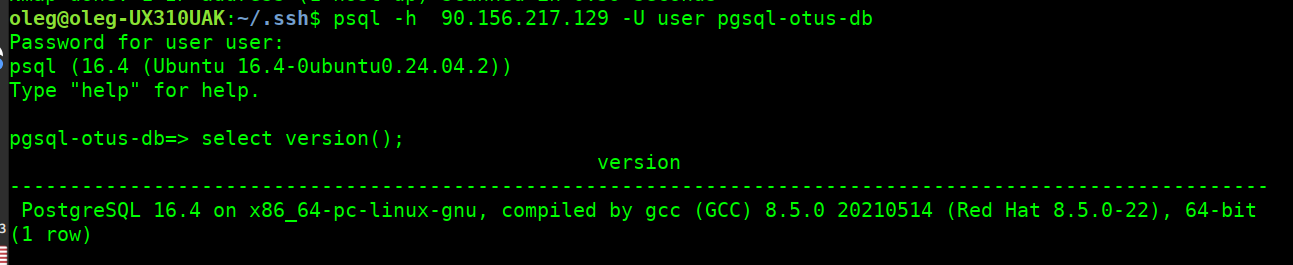 oleg@oleg-UX310UAK:~/.ssh$ psql -h  90.156.217.129 -U user pgsql-otus-db
Password for user user:
psql (16.4 (Ubuntu 16.4-0ubuntu0.24.04.2))
Type "help" for help.
pgsql-otus-db=> select version();
version
---------------------------------------------------------------------------------------------------------
PostgreSQL 16.4 on x86_64-pc-linux-gnu, compiled by gcc (GCC) 8.5.0 20210514 (Red Hat 8.5.0-22), 64-bit
(1 row)
3